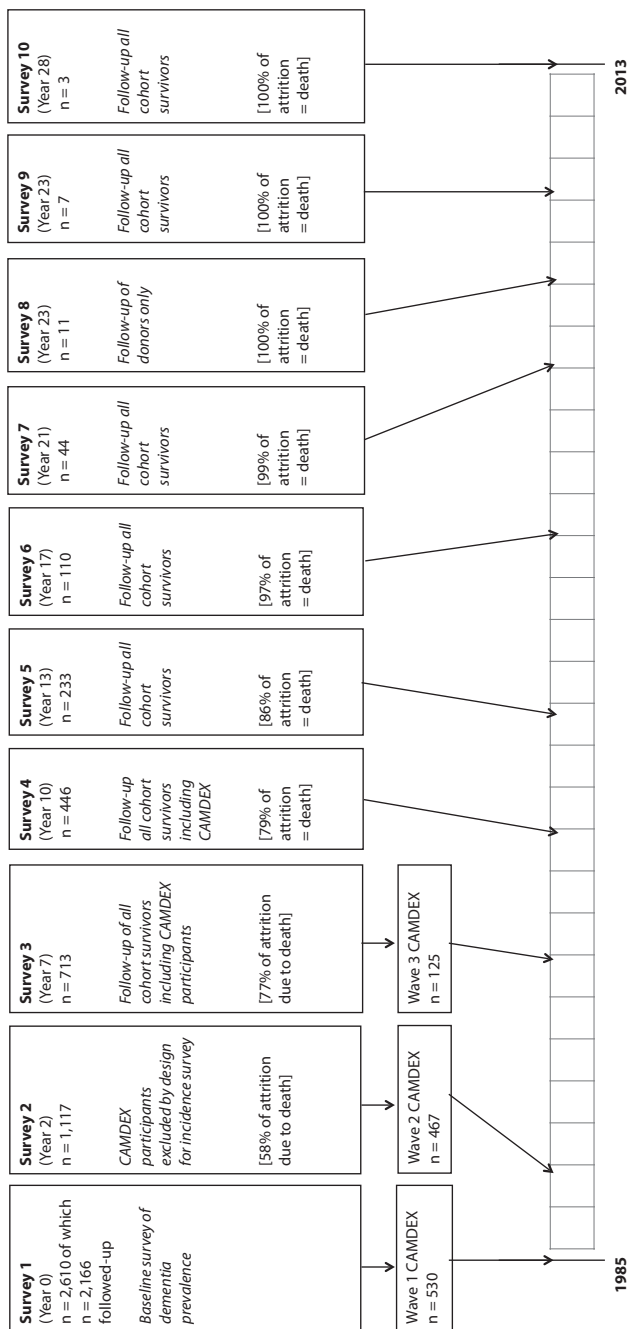 Survey 1
(Year 0)
n = 2,610 of which
n = 2,166
followed-up
Baseline survey of
dementia
prevalence
Wave 1 CAMDEX
n = 530
Survey 2
(Year 2)
n = 1,117
CAMDEX
participants
excluded by design
for incidence survey
[58% of attrition
due to death]
Wave 2 CAMDEX
n = 467
Survey 3
(Year 7)
n = 713
Follow-up of all
cohort survivors
including CAMDEX
participants
[77% of attrition
due to death]
Wave 3 CAMDEX
n = 125
Survey 4
(Year 10)
n = 446
Follow-up
all cohort
survivors
including
CAMDEX
[79% of
attrition
= death]
Survey 5
(Year 13)
n = 233
Follow-up all
cohort
survivors
[86% of
attrition
= death]
Survey 6
(Year 17)
n = 110
Follow-up all
cohort
survivors
[97% of
attrition
= death]
Survey 7
(Year 21)
n = 44
Follow-up all
cohort
survivors
[99% of
attrition
= death]
Survey 8
(Year 23)
n = 11
Follow-up of
donors only
[100% of
attrition
= death]
Survey 9
(Year 23)
n = 7
Follow-up all
cohort
survivors
[100% of
attrition
= death]
Survey 10
(Year 28)
n = 3
Follow-up all
cohort
survivors
[100% of
attrition
= death]
1985
2013